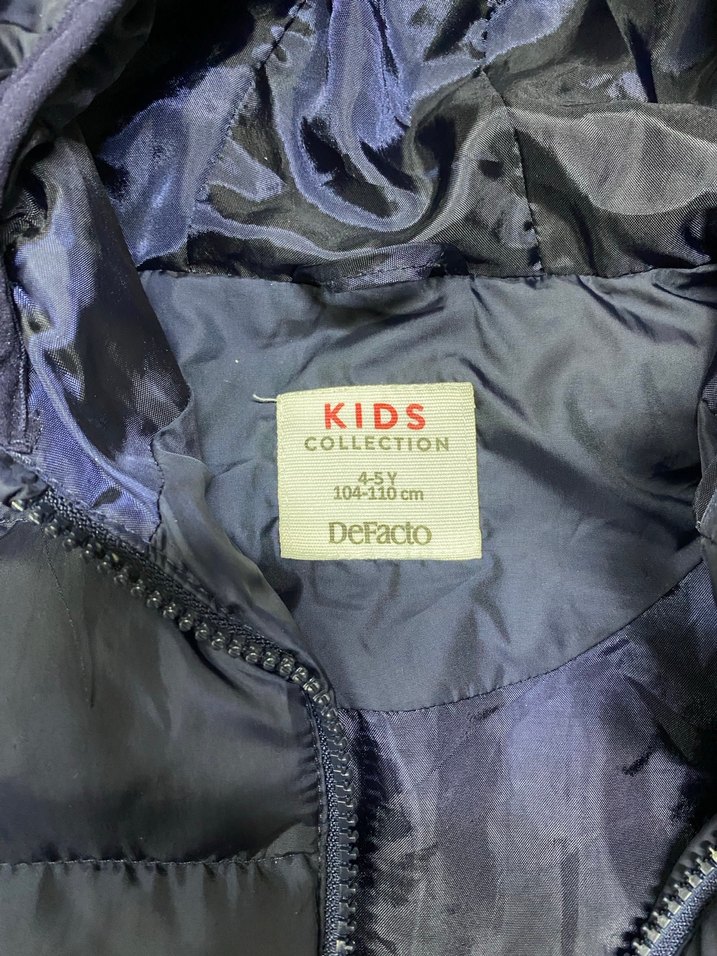 KIDS
COLLECTION
4-5 Y
104-110 cm
DeFacto